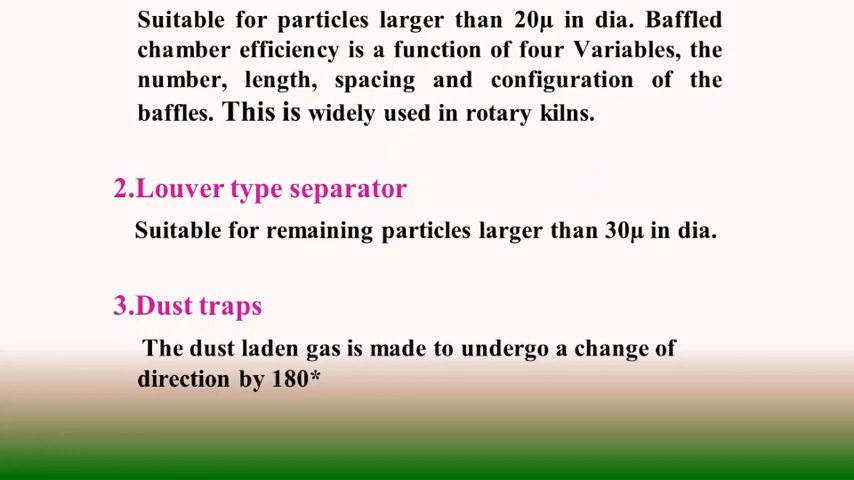 Suitable for particles larger than 20µ in dia. Baffled
chamber efficiency is a function of four Variables, the
number, length, spacing and configuration of the
baffles. This is widely used in rotary kilns.
2.Louver type separator
Suitable for remaining particles larger than 30µ in dia.
3.Dust traps
The dust laden gas is made to undergo a change of
direction by 180*